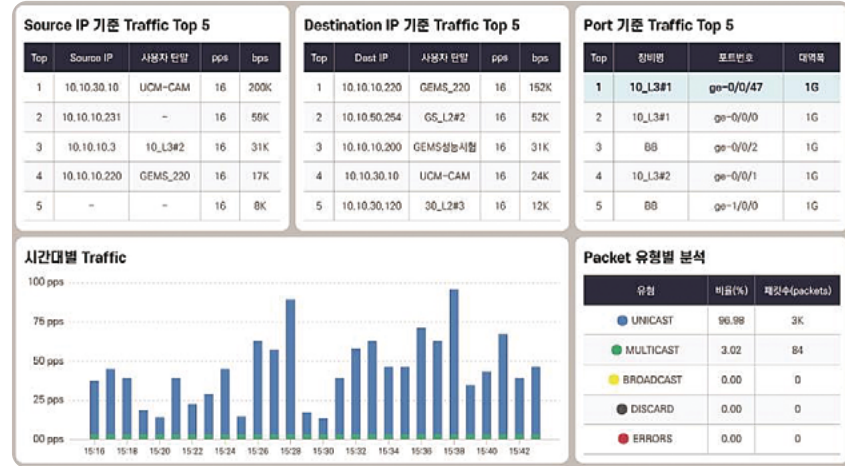 Source IP 기준 Traffic Top 5
Top Source IP 사용자 단말 pps bps
1 10.10.30.10 UCM-CAM 16 200K
2 10.10.10.231 - 16 59K
3 10.10.10.3 10_L3#2 16 31K
4 10.10.10.220 GEMS_220 16 17K
5 - - 16 8K
Destination IP 기준 Traffic Top 5
Top Dest IP 사용자 단말 pps bps
1 10.10.10.220 GEMS_220 16 152K
2 10.10.50.254 GS_L2#2 16 52K
3 10.10.10.200 GEMS성능시험 16 31K
4 10.10.30.10 UCM-CAM 16 24K
5 10.10.30.120 30_L2#3 16 12K
Port 기준 Traffic Top 5
Top 장비명 포트번호 대역폭
1 10_L3#1 ge-0/0/47 1G
2 10_L3#1 ge-0/0/0 1G
3 BB ge-0/0/2 1G
4 10_L3#2 ge-0/0/1 1G
5 BB ge-1/0/0 1G
시간대별 Traffic
100 pps
75 pps
50 pps
25 pps
00 pps
15:16 15:18 15:20 15:22 15:24 15:26 15:28 15:30 15:32 15:34 15:36 15:38 15:40 15:42
Packet 유형별 분석
유형 비율(%) 패킷수(packets)
UNICAST 96.98 3K
MULTICAST 3.02 84
BROADCAST 0.00 0
DISCARD 0.00 0
ERRORS 0.00 0